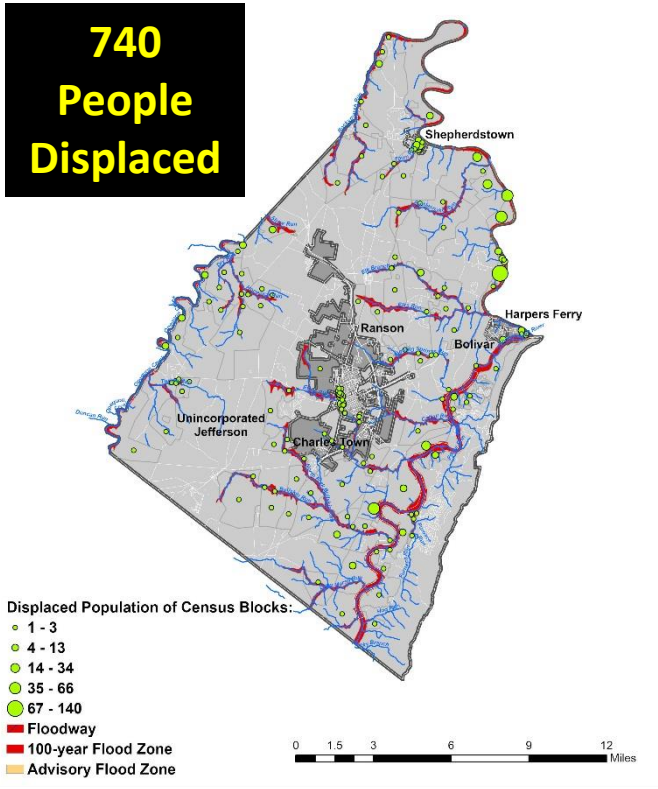 740
People
Displaced
Shepherdstown
Harpers Ferry
Ranson
Bolivar
Unincorporated
Jefferson
Charles Town
Displaced Population of Census Blocks:
1 - 3
4 - 13
14 - 34
35 - 66
67 - 140
Floodway
100-year Flood Zone
Advisory Flood Zone
0 1.5 3 6 9 12
Miles